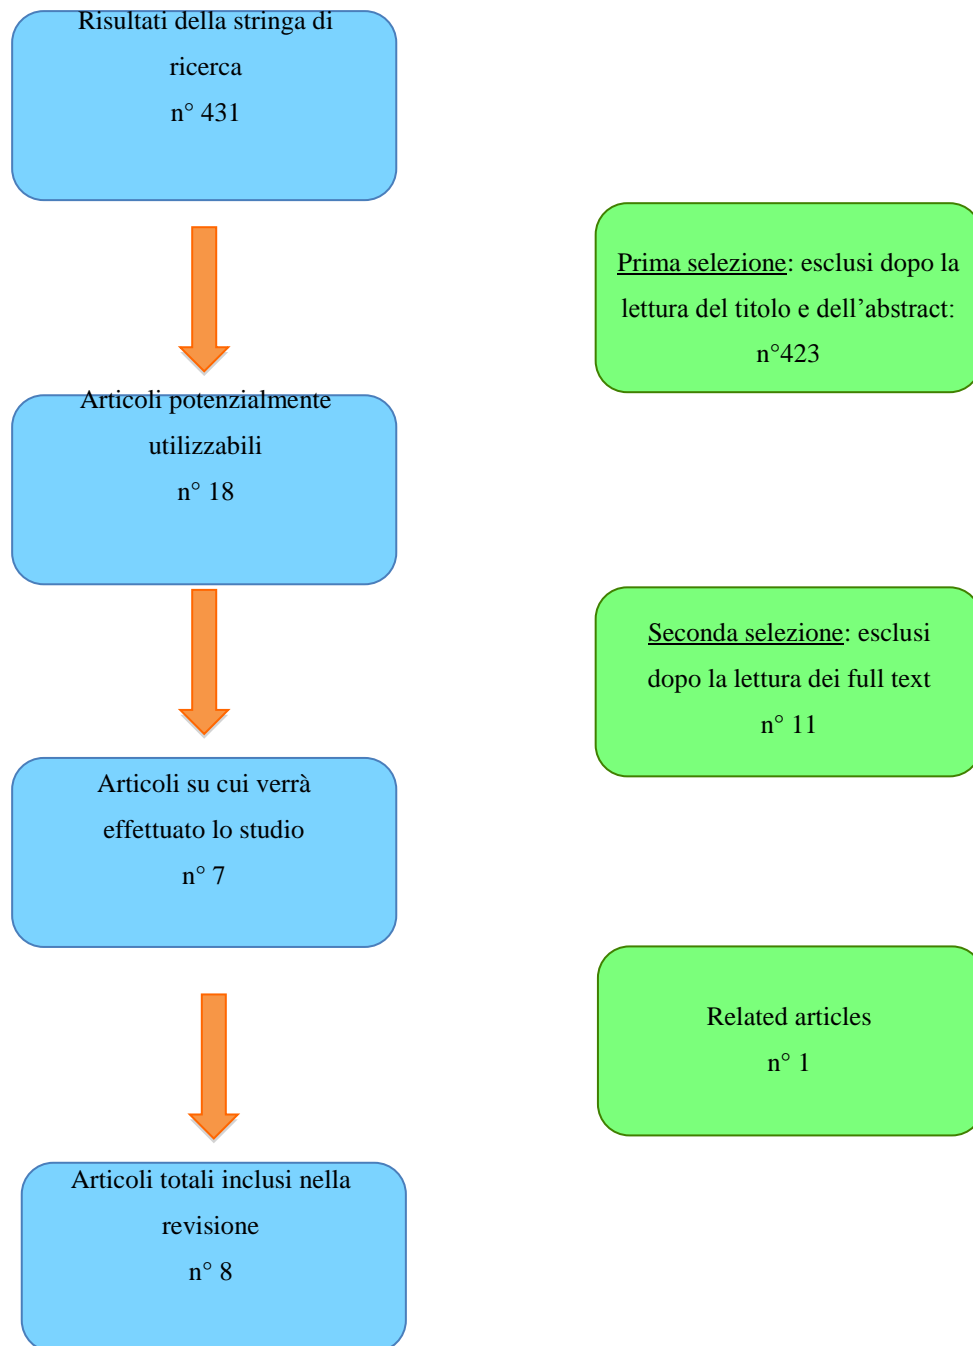 Risultati della stringa di
ricerca
n° 431
Prima selezione: esclusi dopo la
lettura del titolo e dell’abstract:
n°423
Articoli potenzialmente
utilizzabili
n° 18
Seconda selezione: esclusi
dopo la lettura dei full text
n° 11
Articoli su cui verrà
effettuato lo studio
n° 7
Related articles
n° 1
Articoli totali inclusi nella
revisione
n° 8